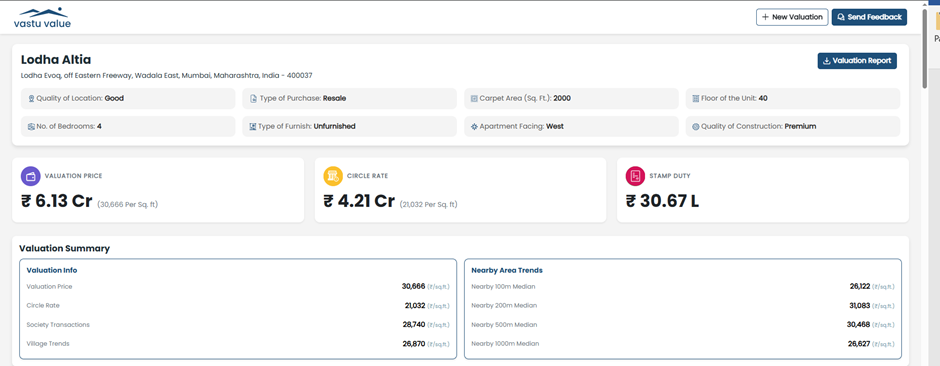 vastu value
+ New Valuation
Send Feedback
Lodha Altia
Lodha Evoq, off Eastern Freeway, Wadala East, Mumbai, Maharashtra, India - 400037
Valuation Report
Quality of Location: Good
Type of Purchase: Resale
Carpet Area (Sq. Ft.): 2000
Floor of the Unit: 40
No. of Bedrooms: 4
Type of Furnish: Unfurnished
Apartment Facing: West
Quality of Construction: Premium
VALUATION PRICE
₹ 6.13 Cr (30,666 Per Sq. ft)
CIRCLE RATE
₹ 4.21 Cr (21,032 Per Sq. ft)
STAMP DUTY
₹ 30.67 L
Valuation Summary
Valuation Info
Valuation Price 30,666 (₹/sq.ft.)
Circle Rate 21,032 (₹/sq.ft.)
Society Transactions 28,740 (₹/sq.ft.)
Village Trends 26,870 (₹/sq.ft.)
Nearby Area Trends
Nearby 100m Median 26,122 (₹/sq.ft.)
Nearby 200m Median 31,083 (₹/sq.ft.)
Nearby 500m Median 30,468 (₹/sq.ft.)
Nearby 1000m Median 26,627 (₹/sq.ft.)